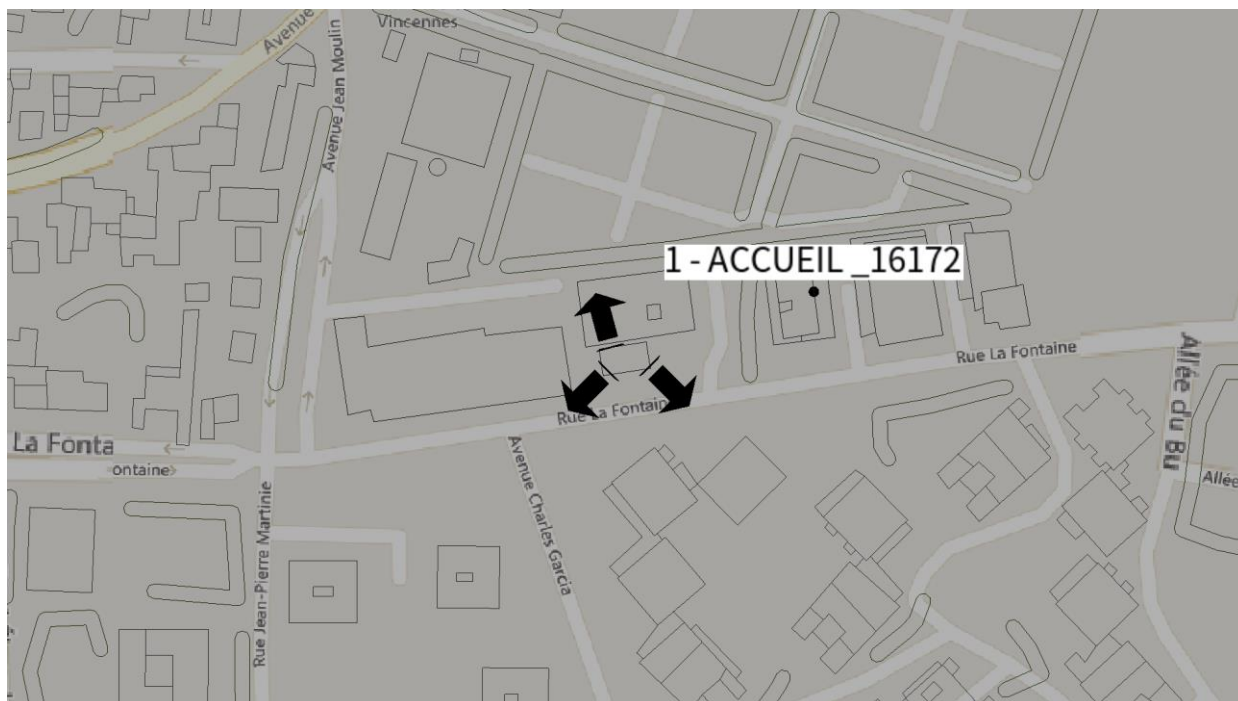 Vincennes
Avenue
Avenue Jean Moulin
1 - ACCUEIL _16172
Rue La Fontaine
Allée du Bu
Rue La Fontain
La Fonta
ontaine
Allée
Avenue Charles Garcia
Rue Jean-Pierre Martinie